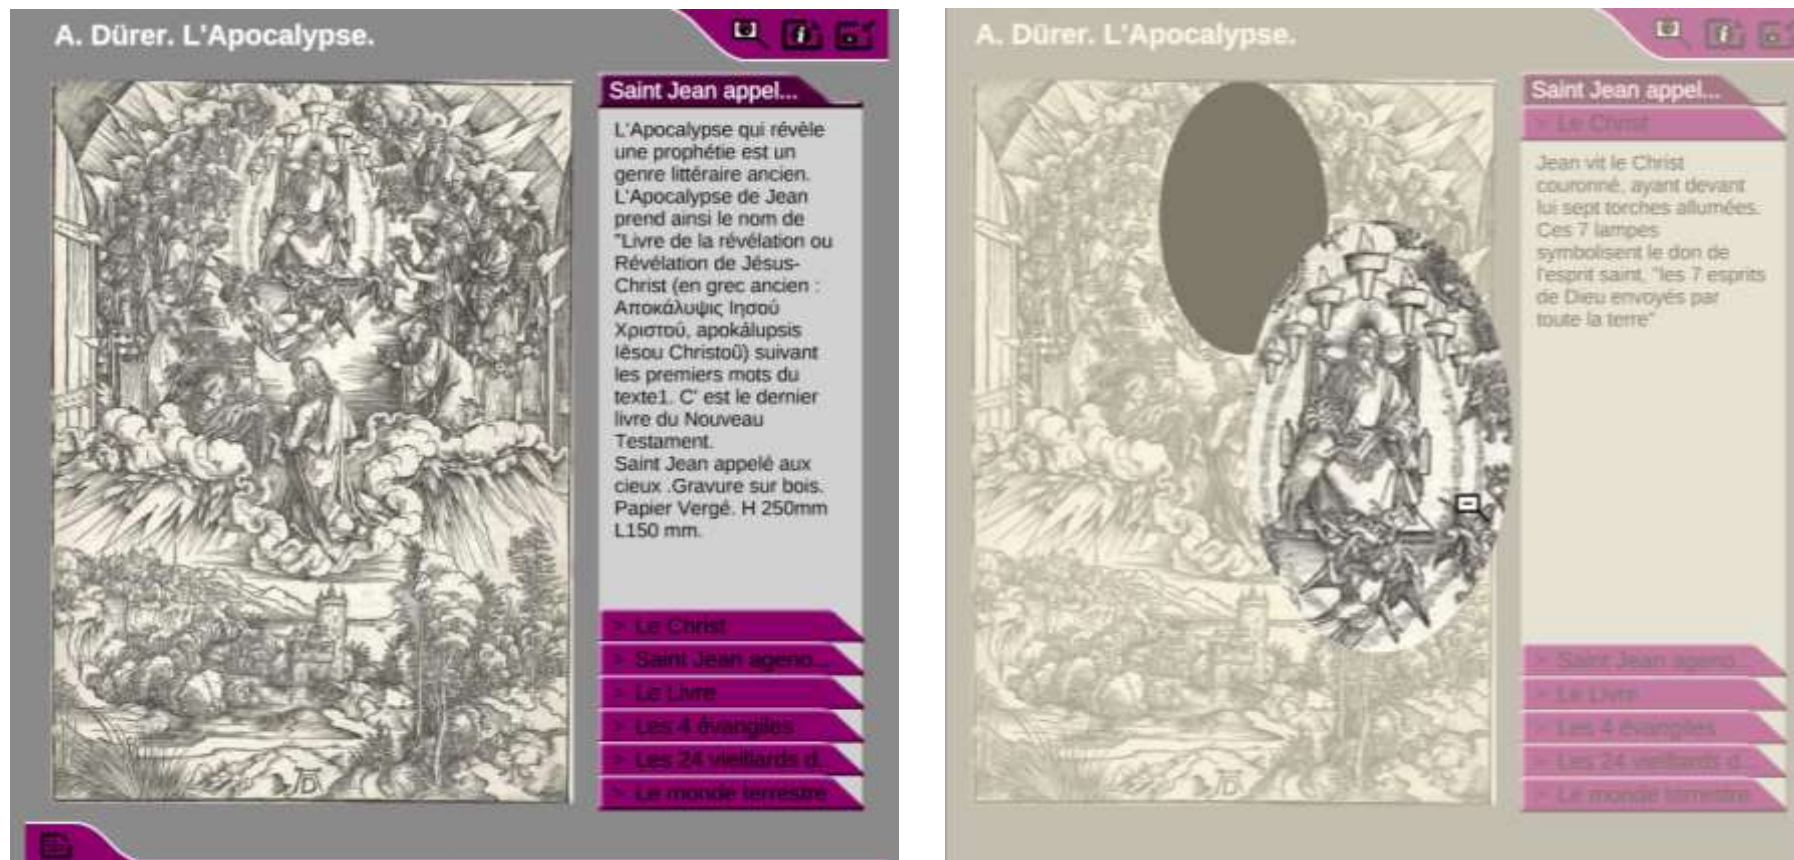 A. Dürer. L'Apocalypse.
Saint Jean appel...
L'Apocalypse qui révèle
une prophétie est un
genre littéraire ancien.
L'Apocalypse de Jean
prend ainsi le nom de
"Livre de la révélation ou
Révélation de Jésus-
Christ (en grec ancien :
Αποκάλυψις Ιησού
Χριστού, apokálupsis
Iêsou Christoũ) suivant
les premiers mots du
texte1. C' est le dernier
livre du Nouveau
Testament.
Saint Jean appelé aux
cieux .Gravure sur bois.
Papier Vergé. H 250mm
L150 mm.
> Le Christ
> Saint Jean ageno...
> Le Livre
> Les 4 évangiles
> Les 24 vieillards d...
> Le monde terrestre
AD
A. Dürer. L'Apocalypse.
Saint Jean appel...
> Le Christ
Jean vit le Christ
couronné, ayant devant
lui sept torches allumées.
Ces 7 lampes
symbolisent le don de
l'esprit saint, "les 7 esprits
de Dieu envoyés par
toute la terre"
> Saint Jean ageno...
> Le Livre
> Les 4 évangiles
> Les 24 vieillards d...
> Le monde terrestre
AD